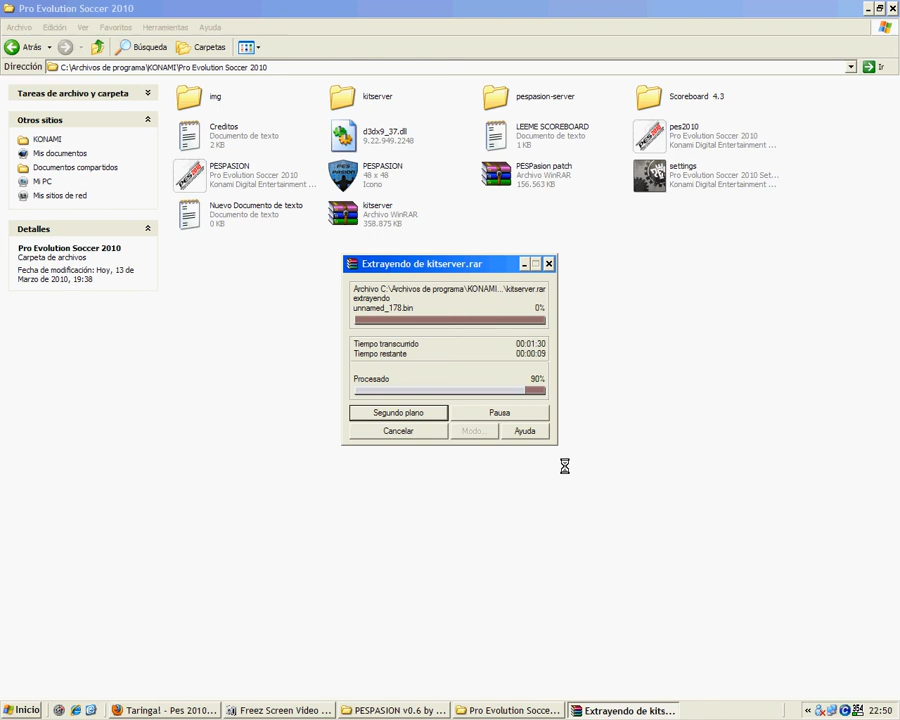 Pro Evolution Soccer 2010
Archivo Edición Ver Favoritos Herramientas Ayuda
Atrás Búsqueda Carpetas
Dirección C:\Archivos de programa\KONAMI\Pro Evolution Soccer 2010 Ir
Tareas de archivo y carpeta
Otros sitios
KONAMI
Mis documentos
Documentos compartidos
Mi PC
Mis sitios de red
Detalles
Pro Evolution Soccer 2010
Carpeta de archivos
Fecha de modificación: Hoy, 13 de
Marzo de 2010, 19:38
img
kitserver
pespasion-server
Scoreboard 4.3
Creditos
Documento de texto
2 KB
d3dx9_37.dll
9.22.949.2248
LEEME SCOREBOARD
Documento de texto
1 KB
pes2010
Pro Evolution Soccer 2010
Konami Digital Entertainment ...
PESPASION
Pro Evolution Soccer 2010
Konami Digital Entertainment ...
PESPASION
48 x 48
Icono
PESPasion patch
Archivo WinRAR
156.563 KB
settings
Pro Evolution Soccer 2010 Set...
Konami Digital Entertainment ...
Nuevo Documento de texto
Documento de texto
0 KB
kitserver
Archivo WinRAR
358.875 KB
Extrayendo de kitserver.rar
Archivo C:\Archivos de programa\KONAMI...\kitserver.rar
extrayendo
unnamed_178.bin 0%
Tiempo transcurrido 00:01:30
Tiempo restante 00:00:09
Procesado 90%
Segundo plano Pausa
Cancelar Modo... Ayuda
Inicio Taringa! - Pes 2010... Freez Screen Video ... PESPASION v0.6 by ... Pro Evolution Socce... Extrayendo de kits... « 354 22:50